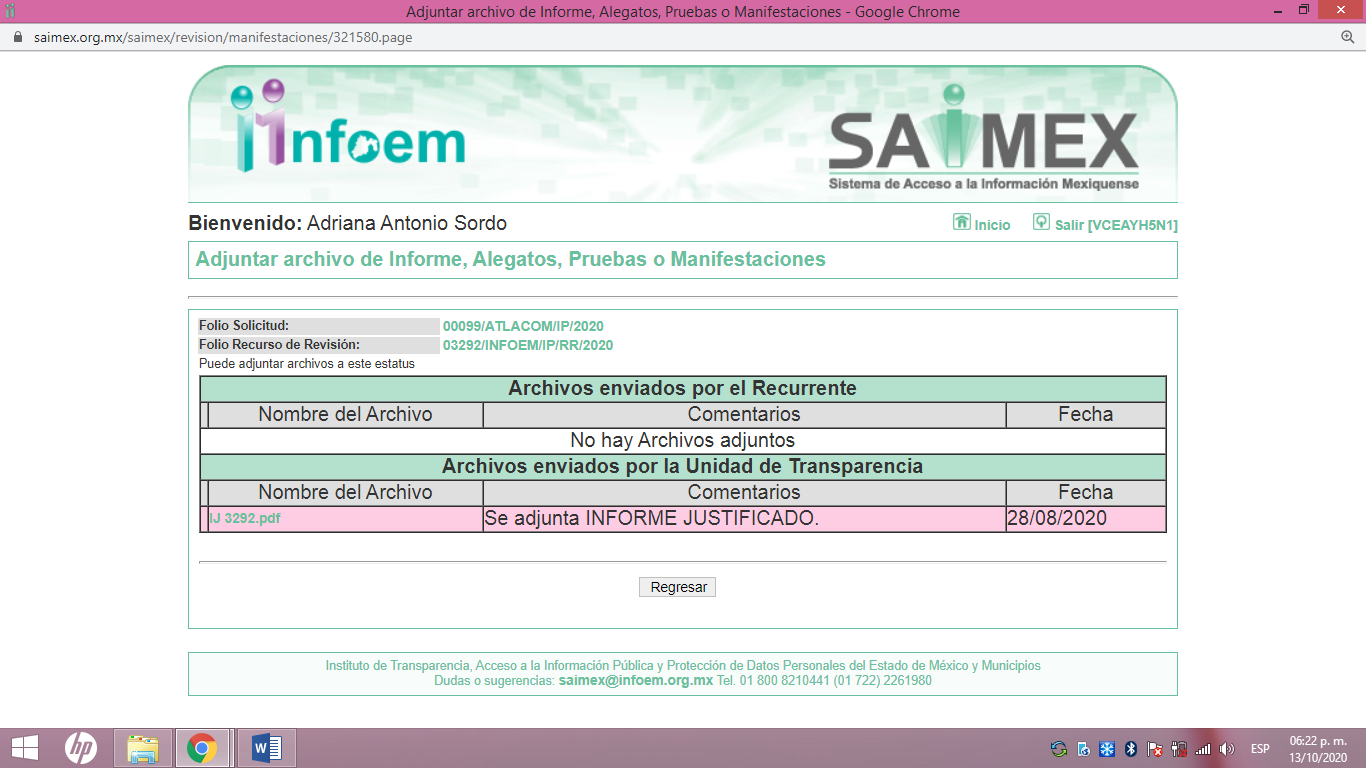 Adjuntar archivo de Informe, Alegatos, Pruebas o Manifestaciones - Google Chrome
saimex.org.mx/saimex/revision/manifestaciones/321580.page
infoem
SAIMEX
Sistema de Acceso a la Información Mexiquense
Bienvenido: Adriana Antonio Sordo
Inicio Salir [VCEAYH5N1]
Adjuntar archivo de Informe, Alegatos, Pruebas o Manifestaciones
Folio Solicitud: 00099/ATLACOM/IP/2020
Folio Recurso de Revisión: 03292/INFOEM/IP/RR/2020
Puede adjuntar archivos a este estatus
Archivos enviados por el Recurrente
Nombre del Archivo Comentarios Fecha
No hay Archivos adjuntos
Archivos enviados por la Unidad de Transparencia
Nombre del Archivo Comentarios Fecha
IJ 3292.pdf Se adjunta INFORME JUSTIFICADO. 28/08/2020
Regresar
Instituto de Transparencia, Acceso a la Información Pública y Protección de Datos Personales del Estado de México y Municipios
Dudas o sugerencias: saimex@infoem.org.mx Tel. 01 800 8210441 (01 722) 2261980
hp
ESP
06:22 p. m.
13/10/2020